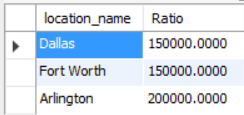 location_name Ratio
Dallas 150000.0000
Fort Worth 150000.0000
Arlington 200000.0000